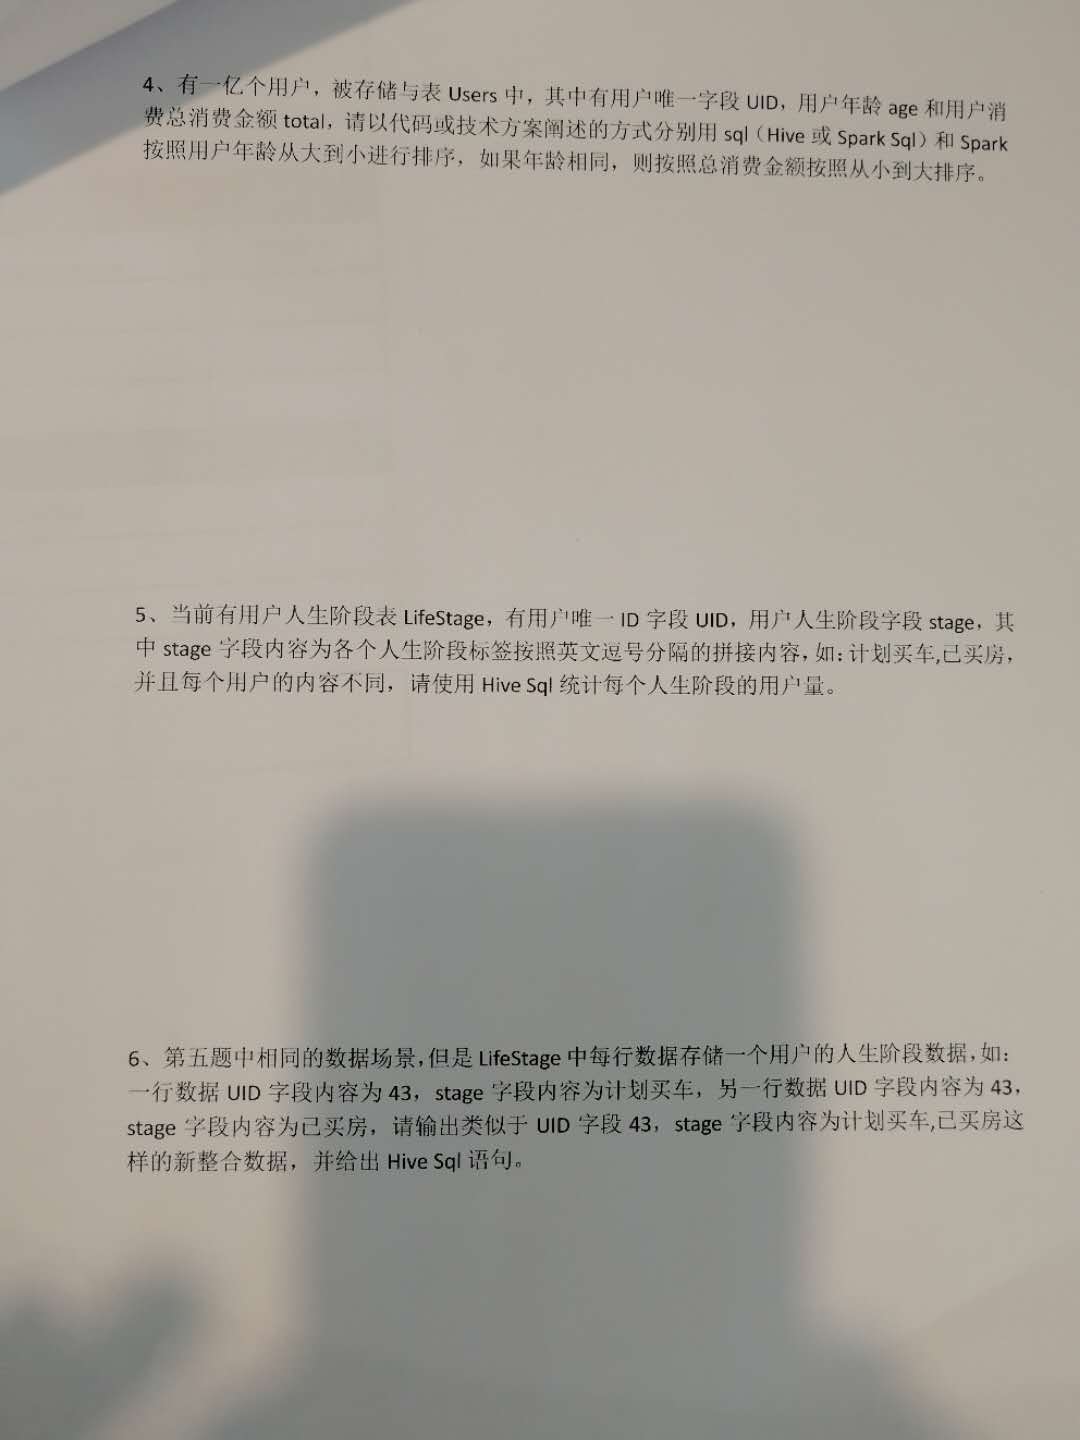 4、有一亿个用户，被存储与表 Users 中，其中有用户唯一字段 UID，用户年龄 age 和用户消
费总消费金额 total，请以代码或技术方案阐述的方式分别用 sql（Hive 或 Spark Sql）和 Spark
按照用户年龄从大到小进行排序，如果年龄相同，则按照总消费金额按照从小到大排序。
5、当前有用户人生阶段表 LifeStage，有用户唯一 ID 字段 UID，用户人生阶段字段 stage，其
中 stage 字段内容为各个人生阶段标签按照英文逗号分隔的拼接内容，如：计划买车,已买房，
并且每个用户的内容不同，请使用 Hive Sql 统计每个人生阶段的用户量。
6、第五题中相同的数据场景，但是 LifeStage 中每行数据存储一个用户的人生阶段数据，如：
一行数据 UID 字段内容为 43，stage 字段内容为计划买车，另一行数据 UID 字段内容为 43，
stage 字段内容为已买房，请输出类似于 UID 字段 43，stage 字段内容为计划买车,已买房这
样的新整合数据，并给出 Hive Sql 语句。